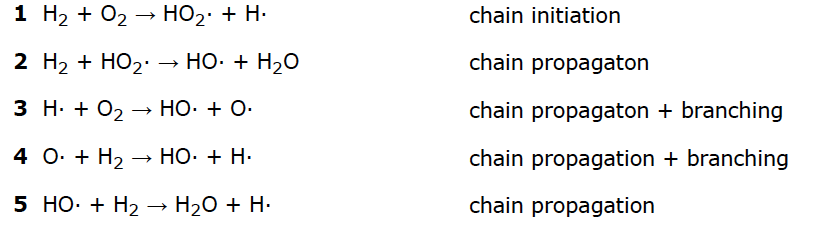 1 H₂ + O₂ → HO₂· + H· chain initiation
2 H₂ + HO₂· → HO· + H₂O chain propagaton
3 H· + O₂ → HO· + O· chain propagaton + branching
4 O· + H₂ → HO· + H· chain propagation + branching
5 HO· + H₂ → H₂O + H· chain propagation